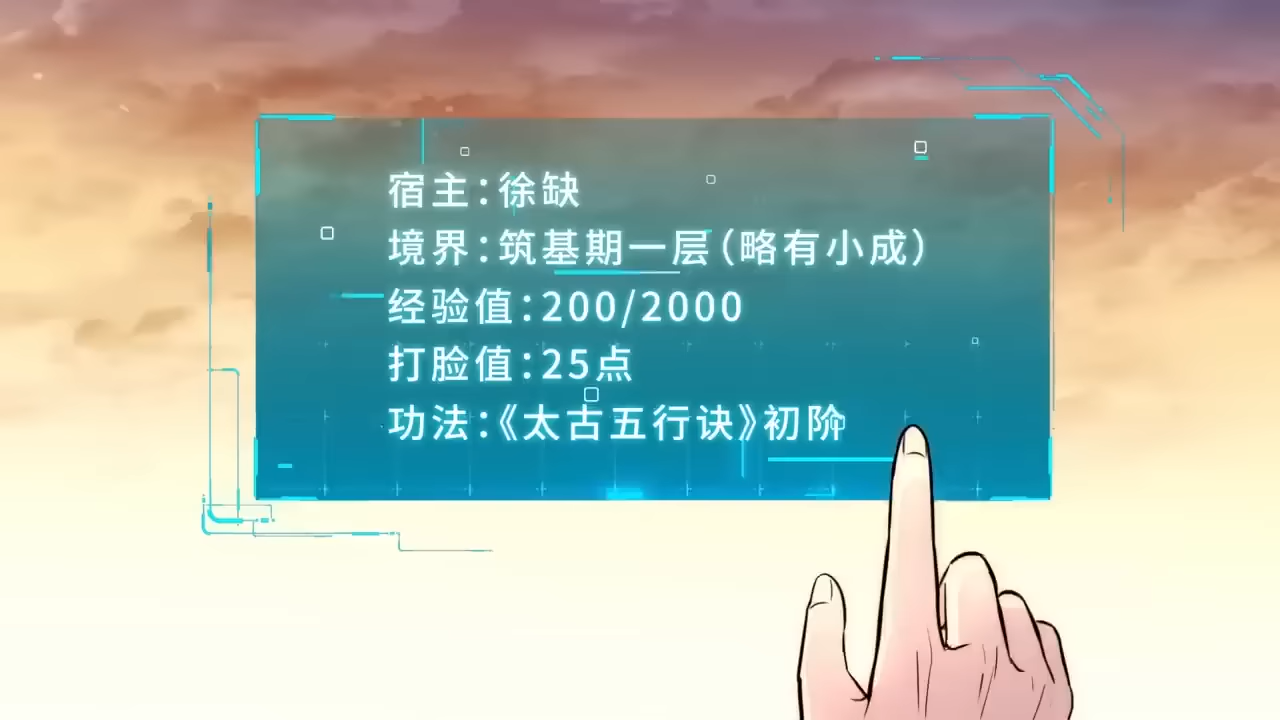 宿主：徐缺
境界：筑基期一层（略有小成）
经验值：200/2000
打脸值：25点
功法：《太古五行诀》初阶